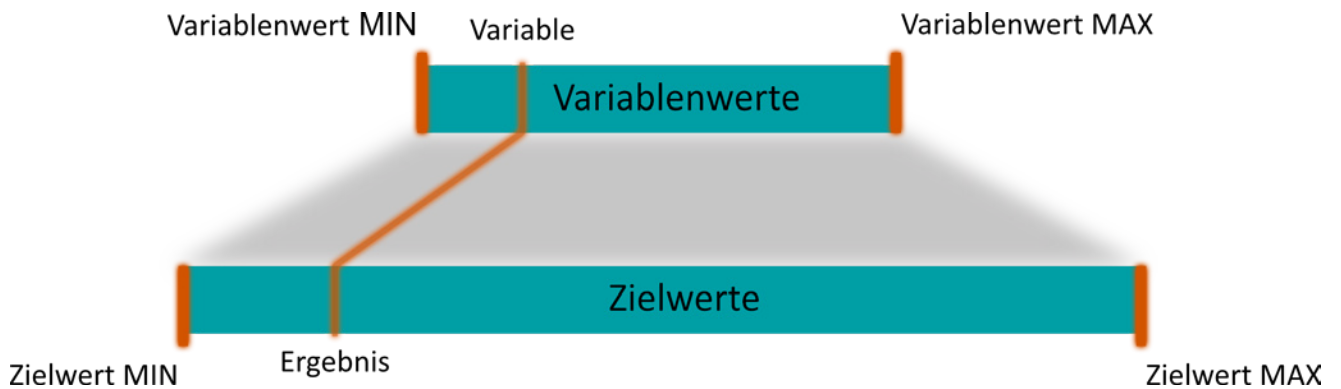 Variablenwert MIN
Variable
Variablenwert MAX
Variablenwerte
Zielwerte
Zielwert MIN
Ergebnis
Zielwert MAX